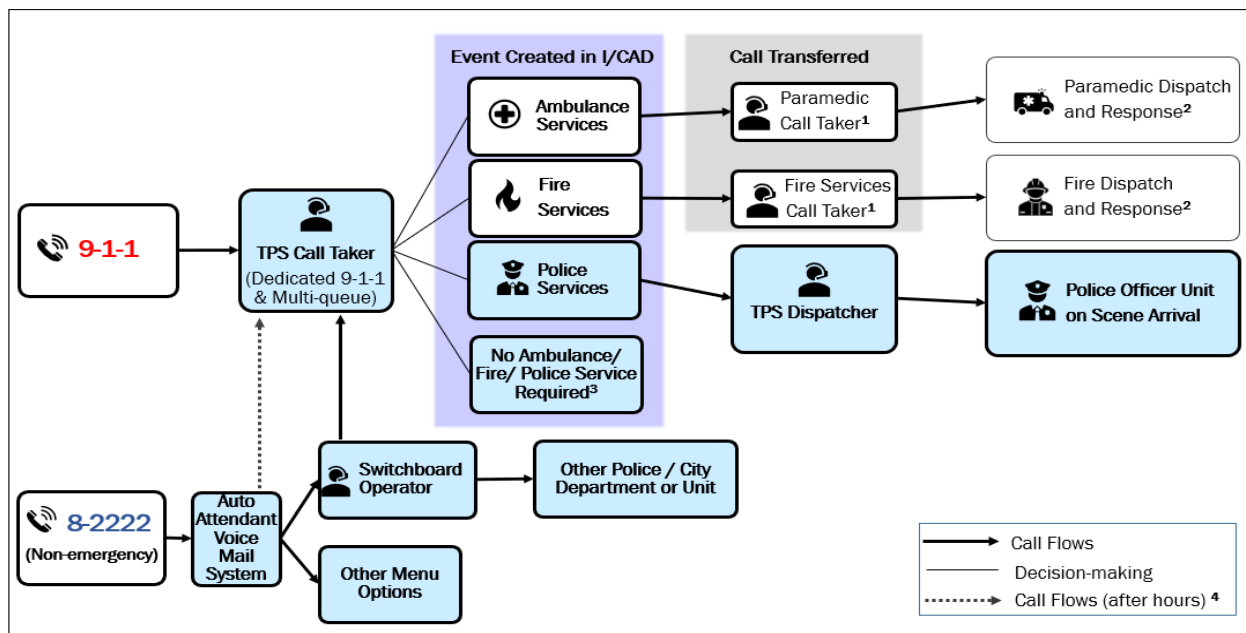 Event Created in I/CAD
Call Transferred
Ambulance
Services
Paramedic
Call Taker¹
Paramedic Dispatch
and Response²
Fire
Services
Fire Services
Call Taker¹
Fire Dispatch
and Response²
9-1-1
TPS Call Taker
(Dedicated 9-1-1
& Multi-queue)
Police
Services
TPS Dispatcher
Police Officer Unit
on Scene Arrival
No Ambulance/
Fire/ Police Service
Required³
Switchboard
Operator
Other Police / City
Department or Unit
8-2222
(Non-emergency)
Auto
Attendant
Voice
Mail
System
Other Menu
Options
Call Flows
Decision-making
Call Flows (after hours) ⁴